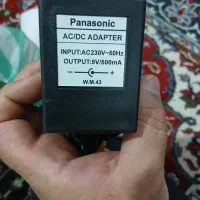 Panasonic
AC/DC ADAPTER
INPUT:AC230V~50Hz
OUTPUT:9V/500mA
- +
W.M.43